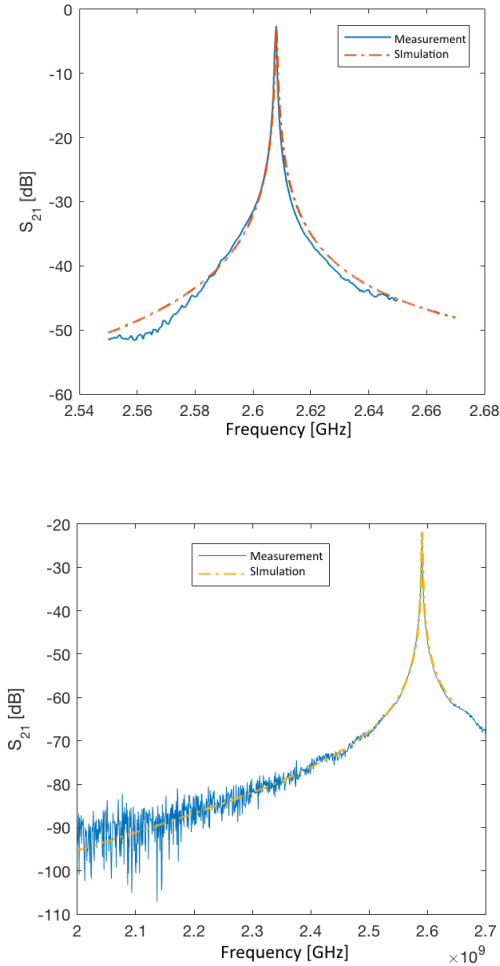 0
-10
-20
-30
-40
-50
-60
S21 [dB]
Measurement
SImulation
2.54 2.56 2.58 2.6 2.62 2.64 2.66 2.68
Frequency [GHz]
-20
-30
-40
-50
-60
-70
-80
-90
-100
-110
S21 [dB]
Measurement
SImulation
2 2.1 2.2 2.3 2.4 2.5 2.6 2.7
Frequency [GHz]
×10^9